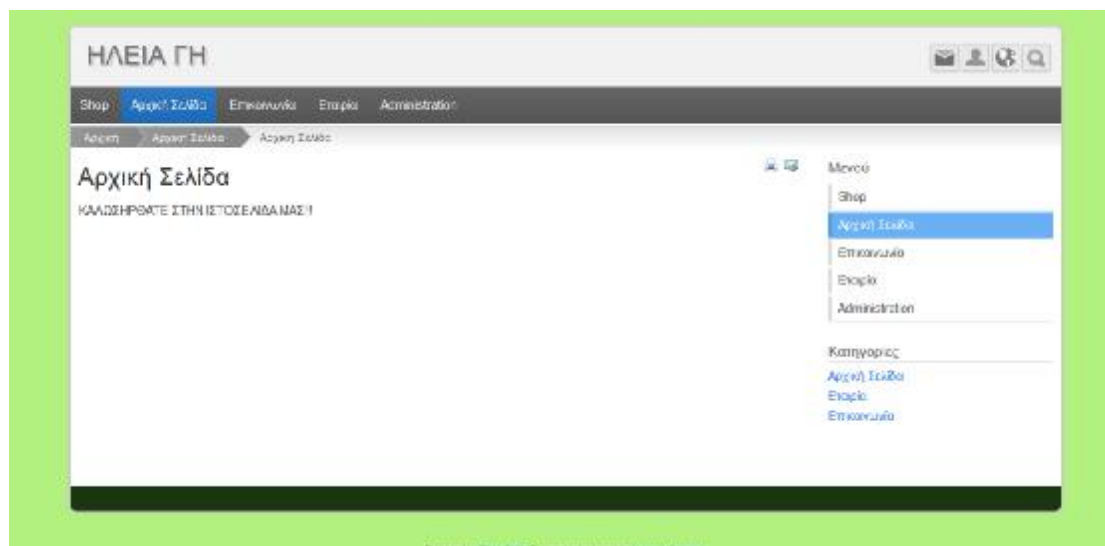 ΗΛΕΙΑ ΓΗ
Shop Αρχική Σελίδα Επικοινωνία Εταιρία Administration
Αρχική Αρχική Σελίδα Αρχική Σελίδα
Αρχική Σελίδα
ΚΑΛΩΣΗΡΘΑΤΕ ΣΤΗΝ ΙΣΤΟΣΕΛΙΔΑ ΜΑΣ!!
Μενού
Shop
Αρχική Σελίδα
Επικοινωνία
Εταιρία
Administration
Κατηγορίες
Αρχική Σελίδα
Εταιρία
Επικοινωνία